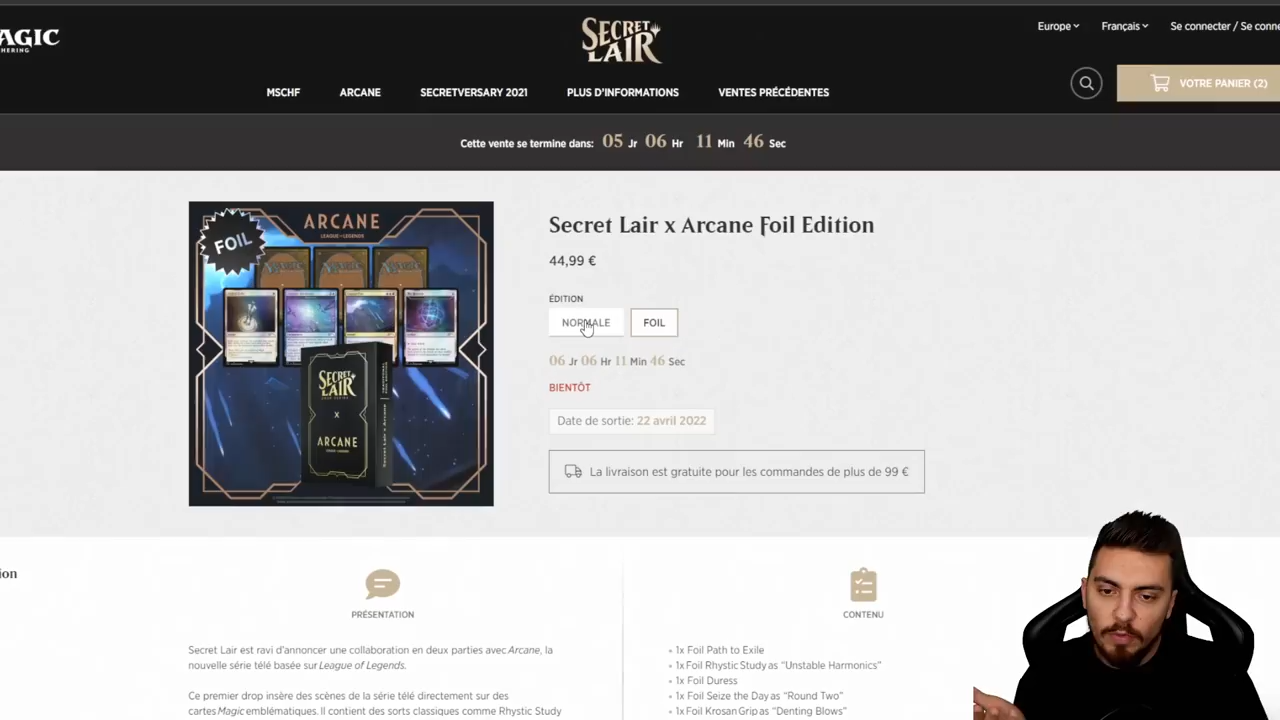 AGIC
HERING
SECRET
LAIR
Europe
Français
Se connecter / Se conne
MSCHF
ARCANE
SECRETVERSARY 2021
PLUS D'INFORMATIONS
VENTES PRÉCÉDENTES
VOTRE PANIER (2)
Cette vente se termine dans: 05 Jr 06 Hr 11 Min 46 Sec
FOIL
ARCANE
LEAGUE OF LEGENDS
SECRET
LAIR
X
ARCANE
Secret Lair x Arcane
Secret Lair x Arcane Foil Edition
44,99 €
ÉDITION
NORMALE
FOIL
06 Jr 06 Hr 11 Min 46 Sec
BIENTÔT
Date de sortie: 22 avril 2022
La livraison est gratuite pour les commandes de plus de 99 €
ion
PRÉSENTATION
Secret Lair est ravi d'annoncer une collaboration en deux parties avec Arcane, la
nouvelle série télé basée sur League of Legends.
Ce premier drop insère des scènes de la série télé directement sur des
cartes Magic emblématiques. Il contient des sorts classiques comme Rhystic Study
CONTENU
1x Foil Path to Exile
1x Foil Rhystic Study as "Unstable Harmonics"
1x Foil Duress
1x Foil Seize the Day as "Round Two"
1x Foil Krosan Grip as "Denting Blows"